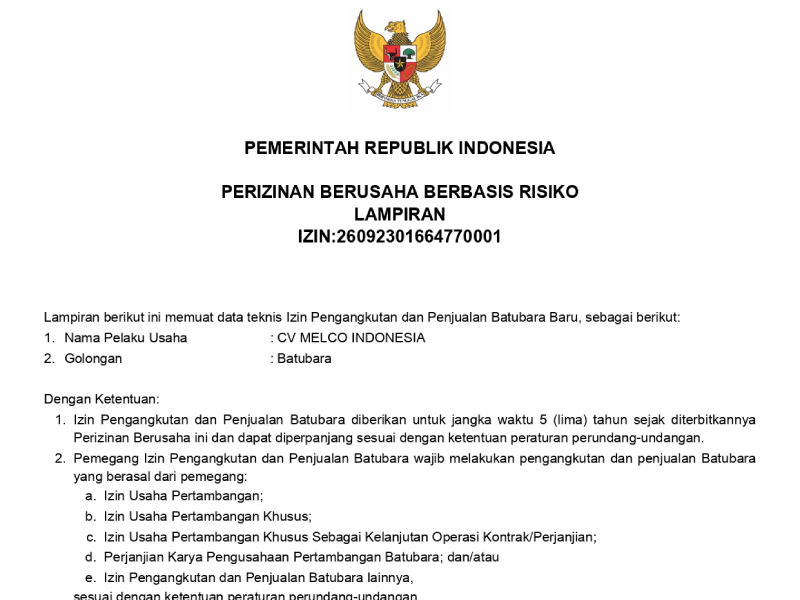 PEMERINTAH REPUBLIK INDONESIA
PERIZINAN BERUSAHA BERBASIS RISIKO
LAMPIRAN
IZIN:26092301664770001
Lampiran berikut ini memuat data teknis Izin Pengangkutan dan Penjualan Batubara Baru, sebagai berikut:
1. Nama Pelaku Usaha : CV MELCO INDONESIA
2. Golongan : Batubara
Dengan Ketentuan:
1. Izin Pengangkutan dan Penjualan Batubara diberikan untuk jangka waktu 5 (lima) tahun sejak diterbitkannya
Perizinan Berusaha ini dan dapat diperpanjang sesuai dengan ketentuan peraturan perundang-undangan.
2. Pemegang Izin Pengangkutan dan Penjualan Batubara wajib melakukan pengangkutan dan penjualan Batubara
yang berasal dari pemegang:
a. Izin Usaha Pertambangan;
b. Izin Usaha Pertambangan Khusus;
c. Izin Usaha Pertambangan Khusus Sebagai Kelanjutan Operasi Kontrak/Perjanjian;
d. Perjanjian Karya Pengusahaan Pertambangan Batubara; dan/atau
e. Izin Pengangkutan dan Penjualan Batubara lainnya,
sesuai dengan ketentuan peraturan perundang-undangan